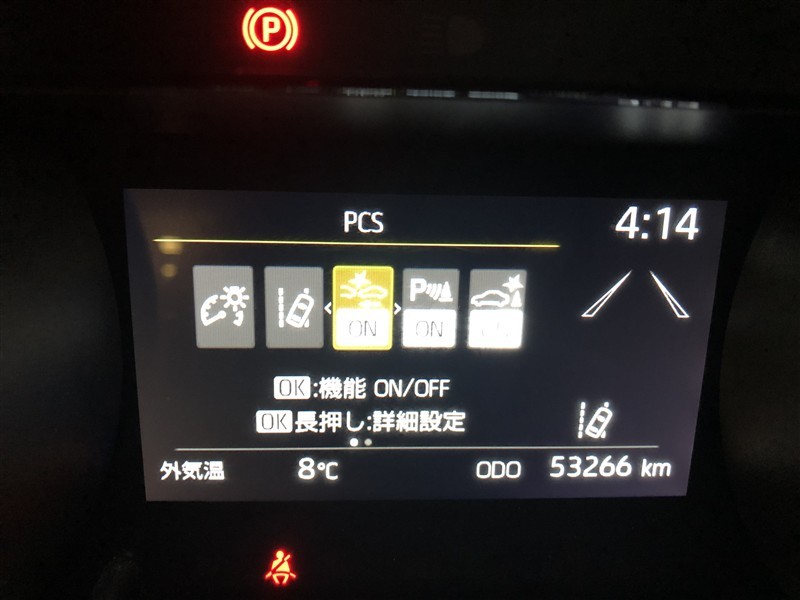 P
PCS
4:14
P
ON ON ON
OK:機能 ON/OFF
OK長押し:詳細設定
外気温 8℃ ODO 53266 km